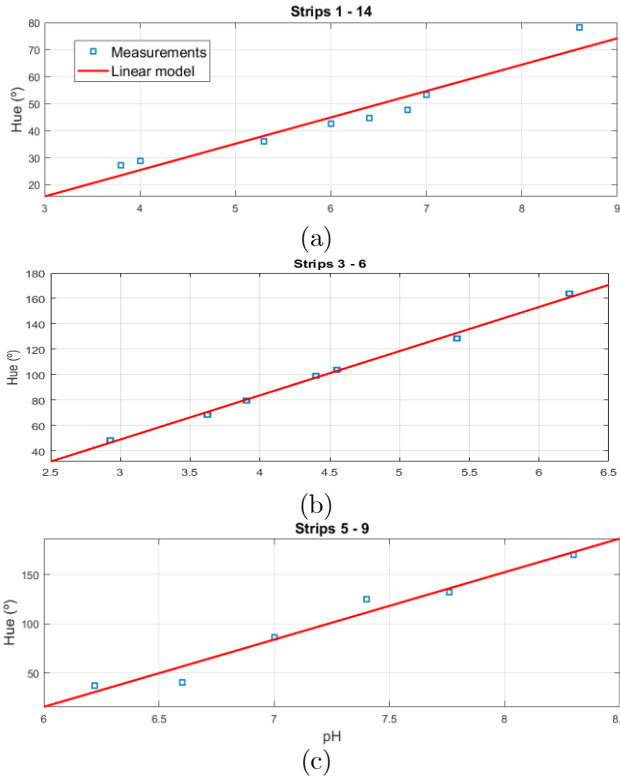 Strips 1 - 14
80
70
60
50
40
30
20
Hue (º)
Measurements
Linear model
3 4 5 6 7 8 9
(a)
Strips 3 - 6
180
160
140
120
100
80
60
40
Hue (º)
2.5 3 3.5 4 4.5 5 5.5 6 6.5
(b)
Strips 5 - 9
150
100
50
Hue (º)
6 6.5 7 7.5 8 8.
pH
(c)